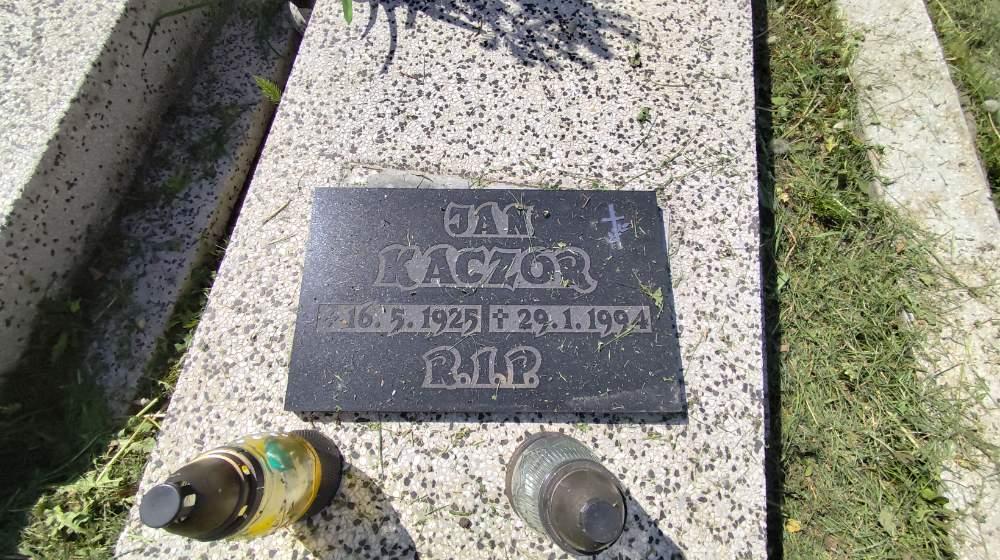 JAN
KACZOR
* 16. 5. 1925 † 29. 1. 1994
R.I.P.